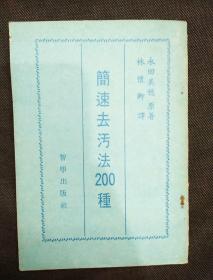 永田美穗 原著
林懷卿 譯
簡速去汚法200種
智甲出版社